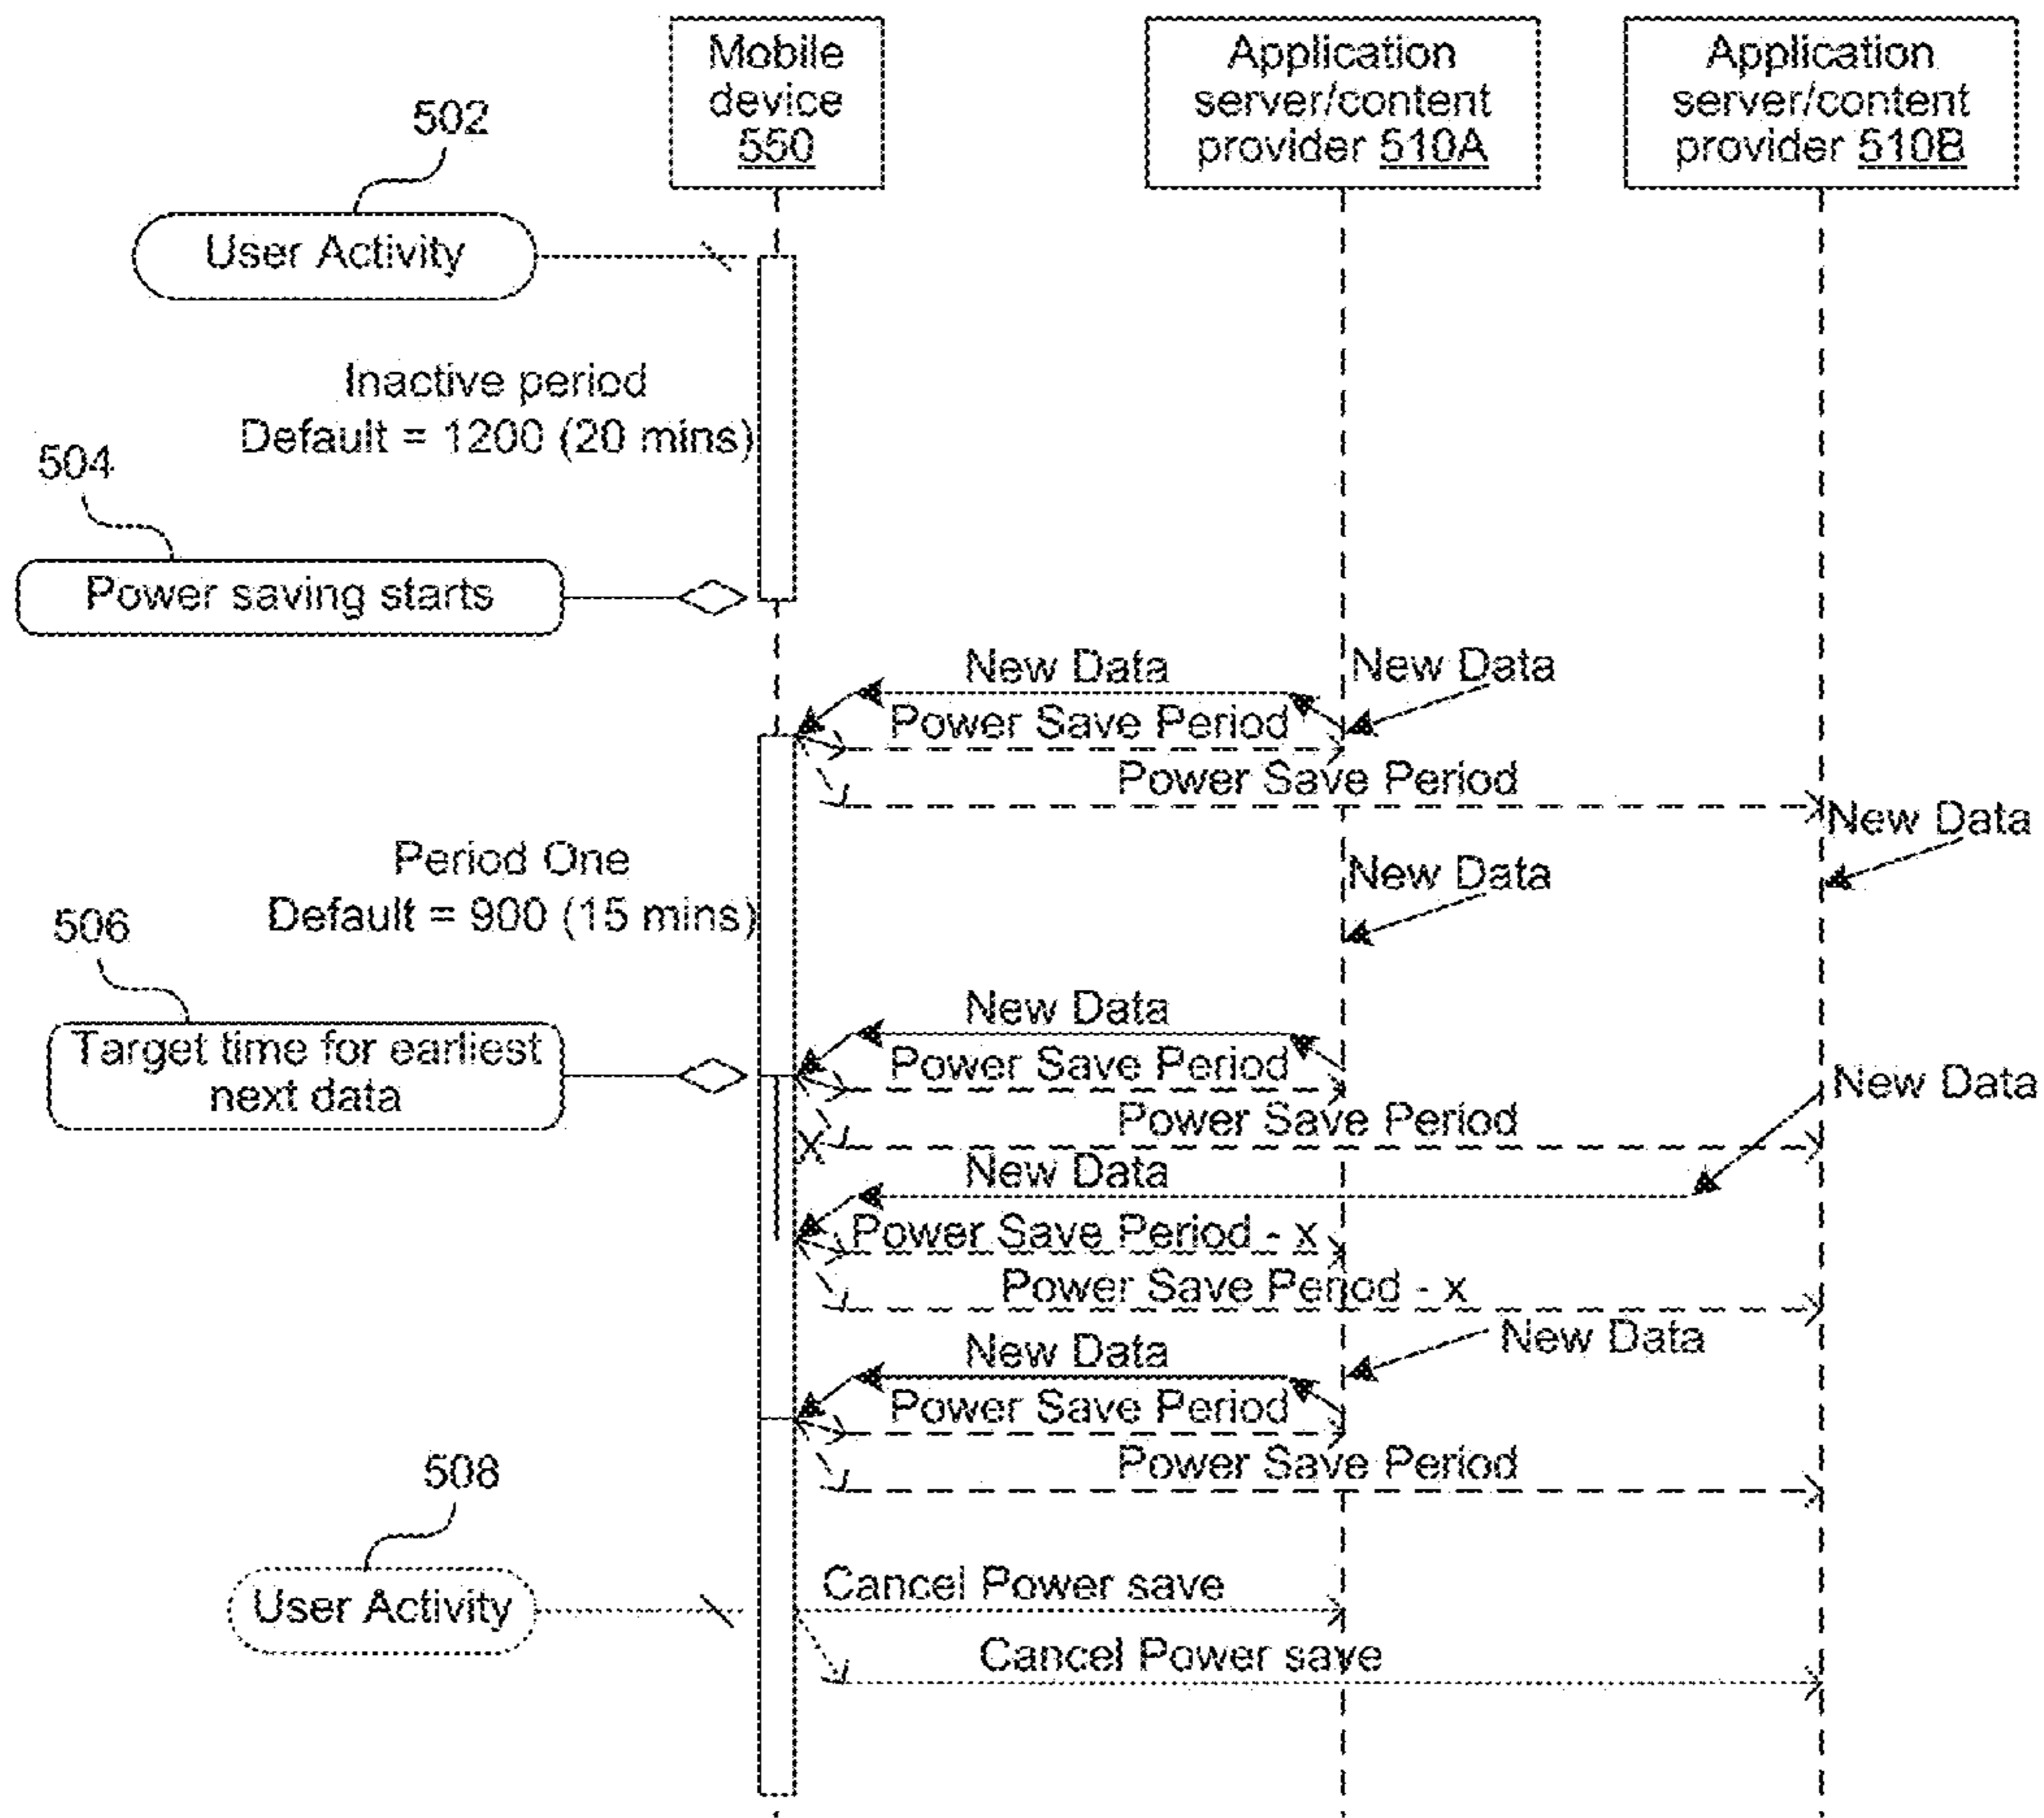 Mobile
device
550
Application
server/content
provider 510A
Application
server/content
provider 510B
502
User Activity
Inactive period
Default = 1200 (20 mins)
504
Power saving starts
New Data
New Data
Power Save Period
Power Save Period
New Data
Period One
Default = 900 (15 mins)
New Data
506
Target time for earliest
next data
New Data
Power Save Period
New Data
Power Save Period
X
New Data
Power Save Period - x
Power Save Period - x
New Data
New Data
Power Save Period
Power Save Period
508
User Activity
Cancel Power save
Cancel Power save